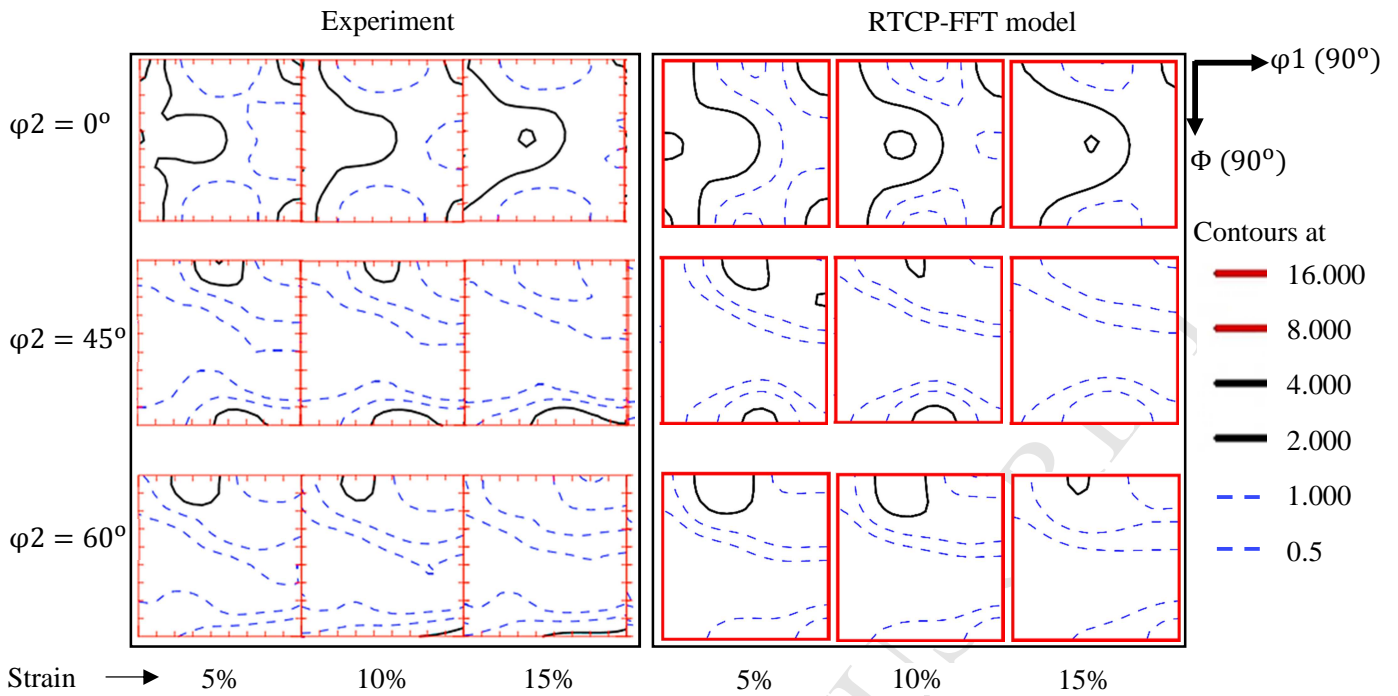 Experiment
RTCP-FFT model
φ1 (90º)
Φ (90º)
φ2 = 0º
φ2 = 45º
φ2 = 60º
Contours at
16.000
8.000
4.000
2.000
1.000
0.5
Strain 5% 10% 15% 5% 10% 15%